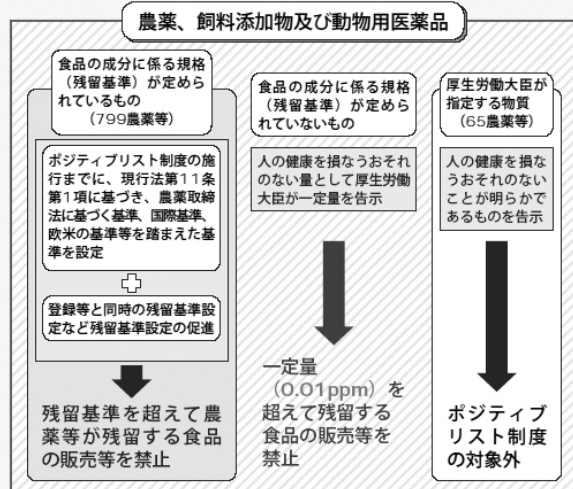 農薬、飼料添加物及び動物用医薬品
食品の成分に係る規格
（残留基準）が定めら
れているもの
（799農薬等）
ポジティブリスト制度の施
行までに、現行法第11条
第1項に基づき、農薬取締
法に基づく基準、国際基準、
欧米の基準等を踏まえた基
準を設定
登録等と同時の残留基準設
定など残留基準設定の促進
残留基準を超えて農
薬等が残留する食品
の販売等を禁止
食品の成分に係る規格
（残留基準）が定めら
れていないもの
人の健康を損なうおそれ
のない量として厚生労働
大臣が一定量を告示
一定量
（0.01ppm）を
超えて残留する
食品の販売等を
禁止
厚生労働大臣が
指定する物質
（65農薬等）
人の健康を損な
うおそれのない
ことが明らかで
あるものを告示
ポジティブ
リスト制度
の対象外